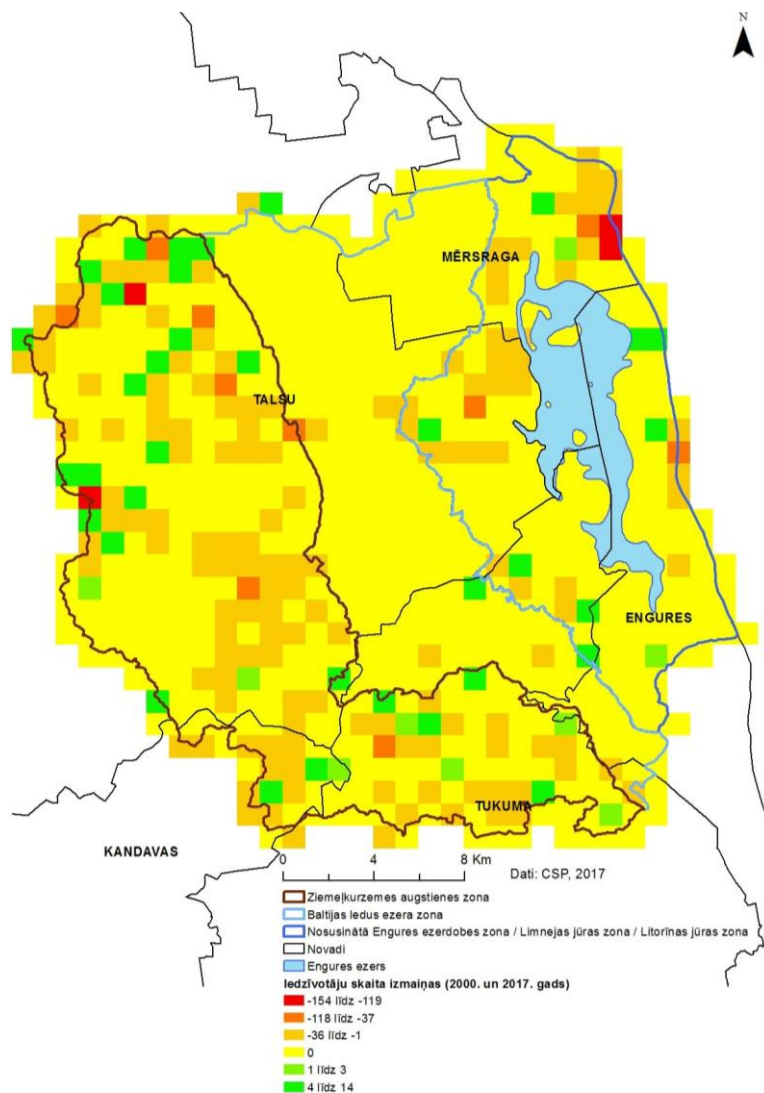 N
MĒRSRAGA
TALSU
ENGURES
TUKUMA
KANDAVAS
0 4 8 Km
Dati: CSP, 2017
Ziemeļkurzemes augstienes zona
Baltijas ledus ezera zona
Nosusinātā Engures ezerdobes zona / Limnejas jūras zona / Litorīnas jūras zona
Novadi
Engures ezers
Iedzīvotāju skaita izmaiņas (2000. un 2017. gads)
-154 līdz -119
-118 līdz -37
-36 līdz -1
0
1 līdz 3
4 līdz 14